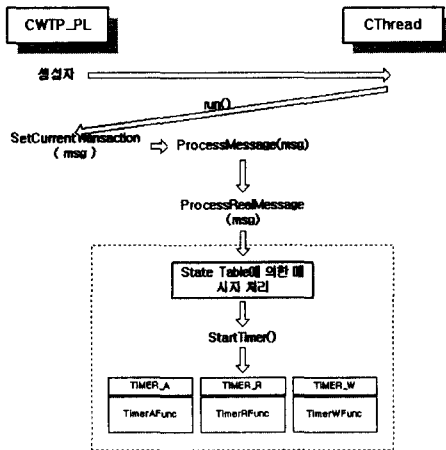 CWTP_PL
CThread
생성자
run()
SetCurrentTransaction
( msg )
ProcessMessage(msg)
ProcessRealMessage
(msg)
State Table에 의한 메
시지 처리
StartTimer()
TIMER_A
TIMER_R
TIMER_W
TimerAFunc
TimerRFunc
TimerWFunc